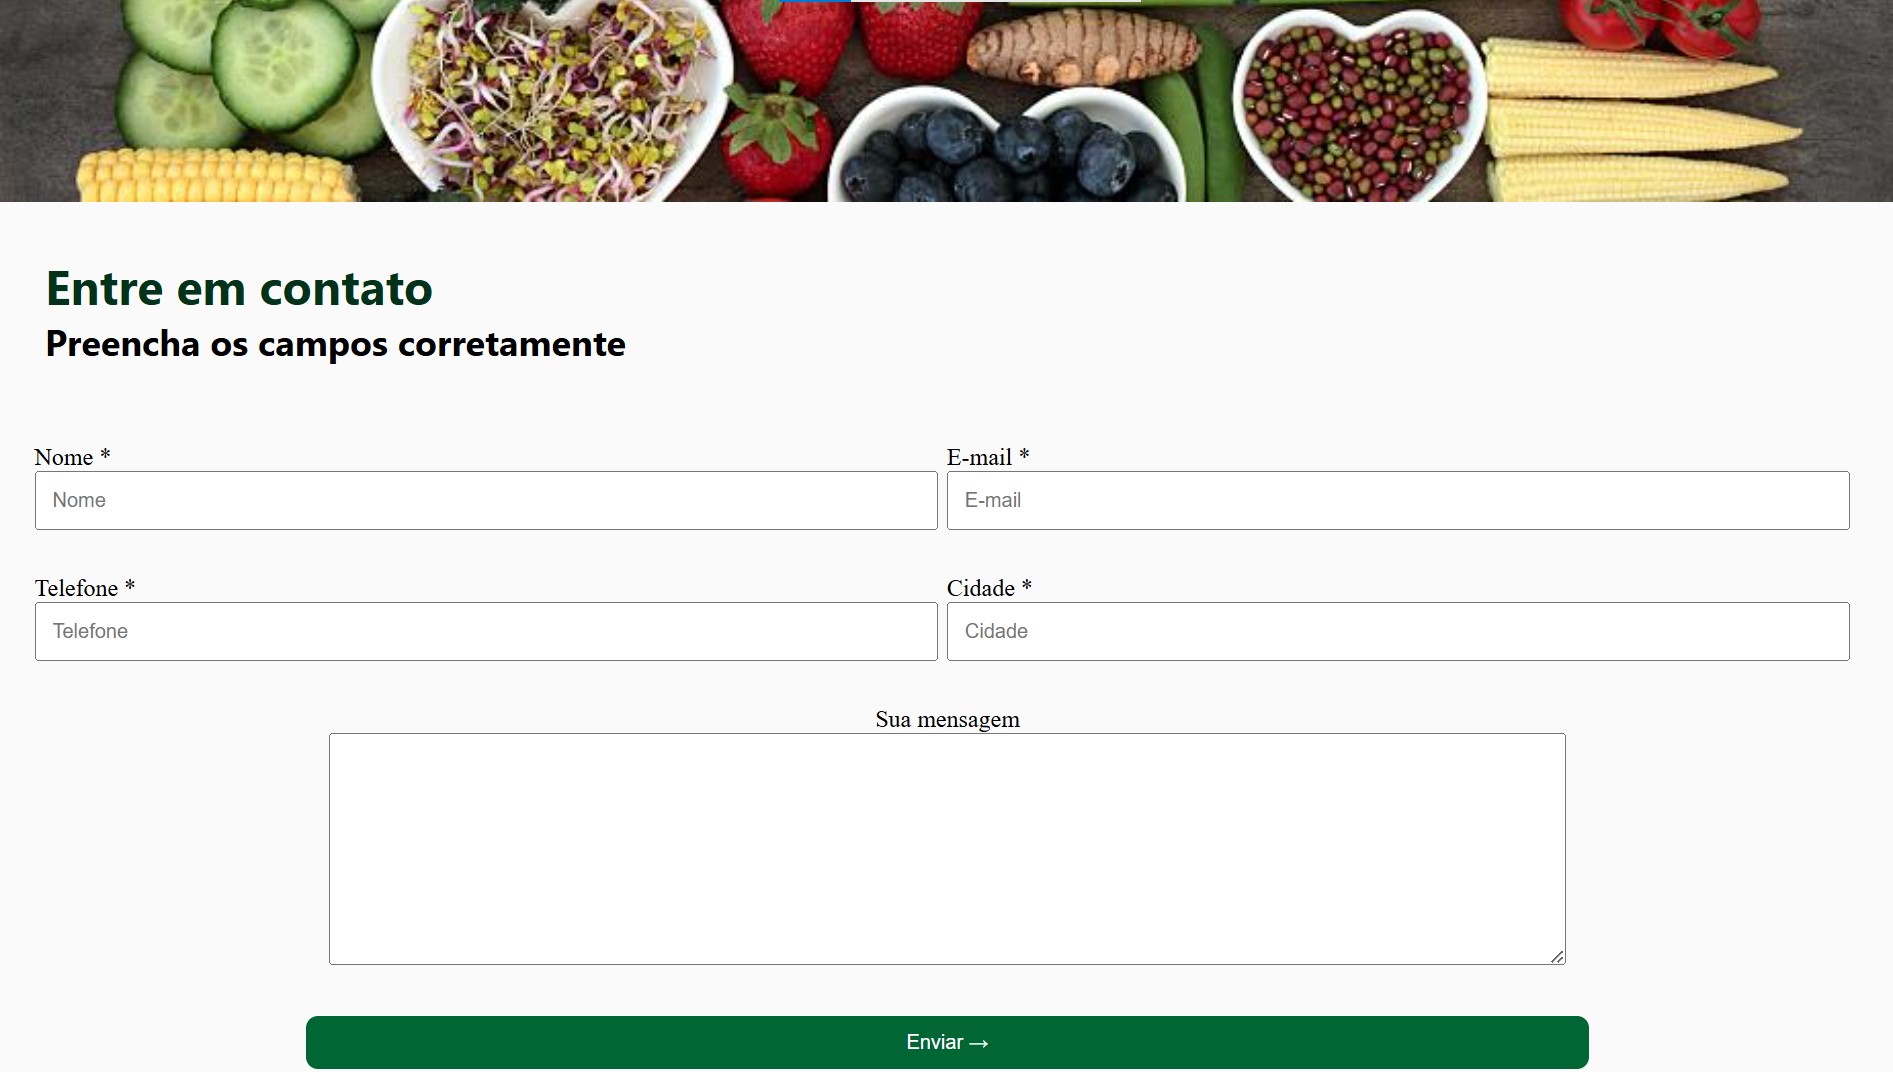 Entre em contato
Preencha os campos corretamente
Nome * E-mail *
Nome E-mail
Telefone * Cidade *
Telefone Cidade
Sua mensagem
Enviar →